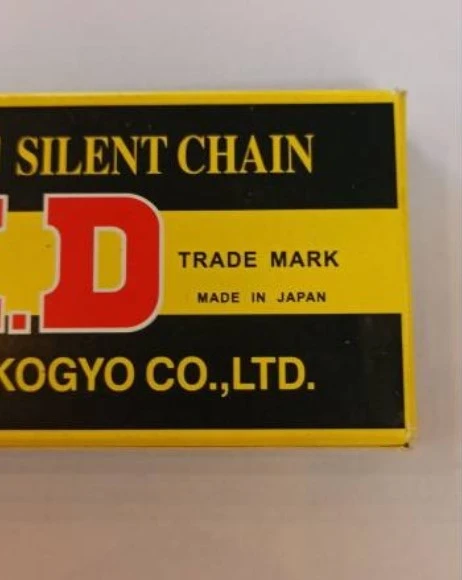 SILENT CHAIN
.D
TRADE MARK
MADE IN JAPAN
KOGYO CO.,LTD.